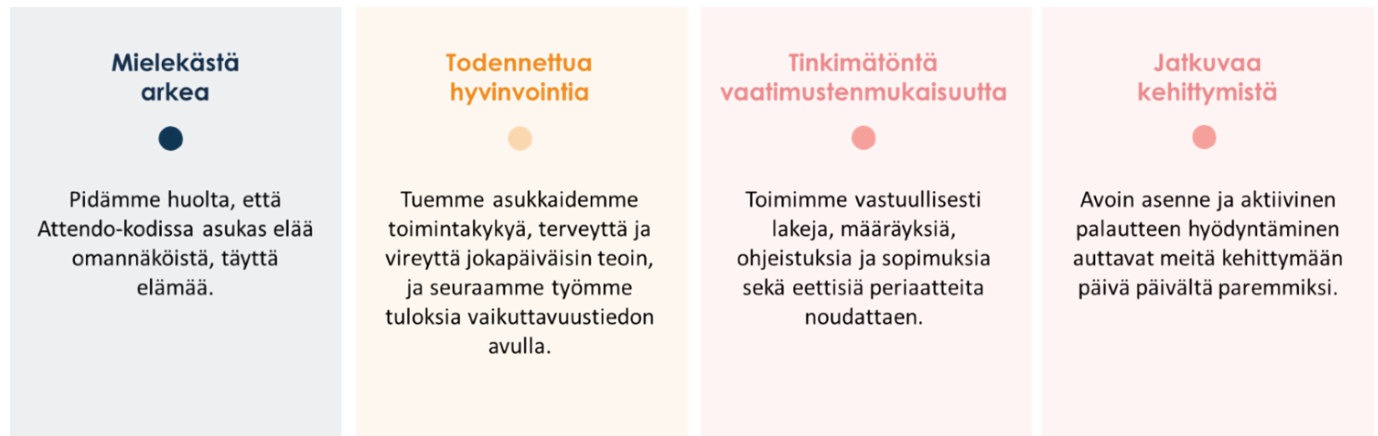 Mielekästä
arkea
Pidämme huolta, että
Attendo-kodissa asukas elää
omannäköistä, täyttä
elämää.
Todennettua
hyvinvointia
Tuemme asukkaidemme
toimintakykyä, terveyttä ja
vireyttä jokapäiväisin teoin,
ja seuraamme työmme
tuloksia vaikuttavuustiedon
avulla.
Tinkimätöntä
vaatimustenmukaisuutta
Toimimme vastuullisesti
lakeja, määräyksiä,
ohjeistuksia ja sopimuksia
sekä eettisiä periaatteita
noudattaen.
Jatkuvaa
kehittymistä
Avoin asenne ja aktiivinen
palautteen hyödyntäminen
auttavat meitä kehittymään
päivä päivältä paremmiksi.